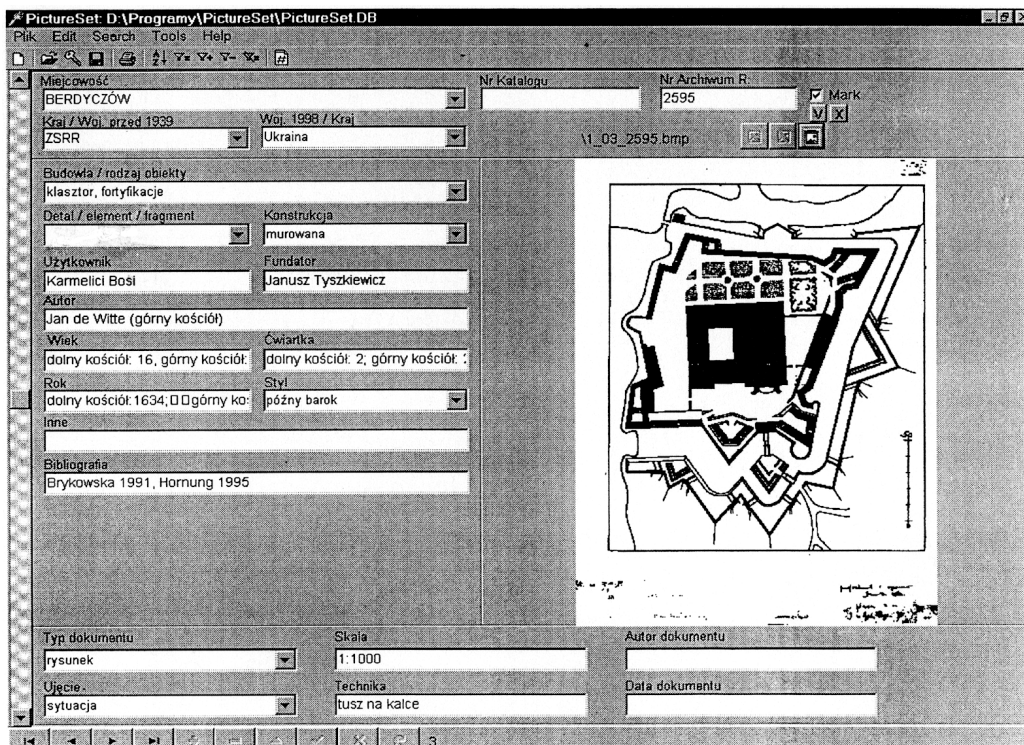 PictureSet: D:\Programy\PictureSet\PictureSet.DB
Plik Edit Search Tools Help
Miejcowość
BERDYCZÓW
Nr Katalogu
Nr Archiwum R.
2595
Mark
V X
Kraj / Woj. przed 1939
ZSRR
Woj. 1998 / Kraj
Ukraina
\1_03_2595.bmp
Budowla / rodzaj obiekty
klasztor, fortyfikacje
Detal / element / fragment
Konstrukcja
murowana
Użytkownik
Karmelici Bosi
Fundator
Janusz Tyszkiewicz
Autor
Jan de Witte (górny kościół)
Wiek
dolny kościół: 16, górny kościół:
Ćwiartka
dolny kościół: 2; górny kościół:
Rok
dolny kościół:1634;□□górny ko:
Styl
późny barok
Inne
Bibliografia
Brykowska 1991, Hornung 1995
Typ dokumentu
rysunek
Skala
1:1000
Autor dokumentu
Ujęcie
sytuacja
Technika
tusz na kalce
Data dokumentu
3